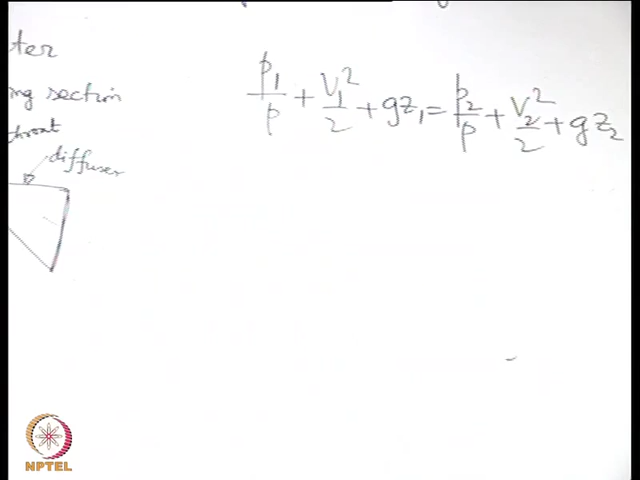 ter
ng section
throat
diffuser
p₁/ρ + V₁²/2 + gz₁ = p₂/ρ + V₂²/2 + gz₂
NPTEL